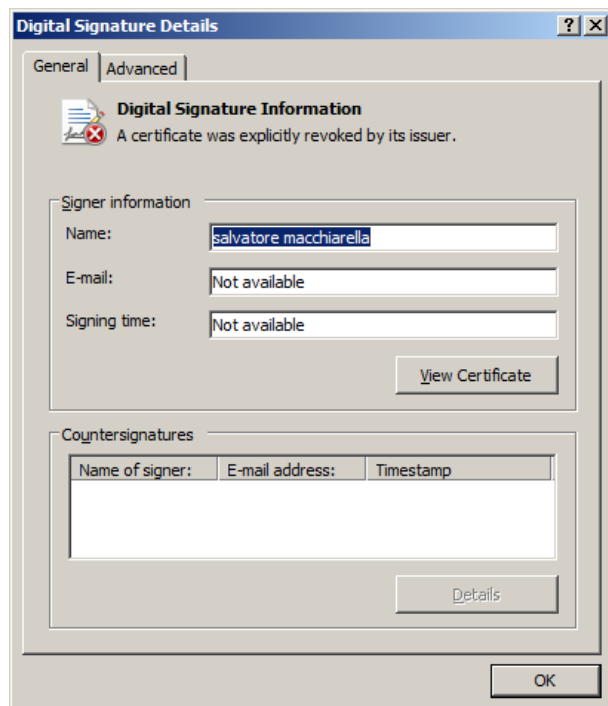 Digital Signature Details
General Advanced
Digital Signature Information
A certificate was explicitly revoked by its issuer.
Signer information
Name: salvatore macchiarella
E-mail: Not available
Signing time: Not available
View Certificate
Countersignatures
Name of signer: E-mail address: Timestamp
Details
OK